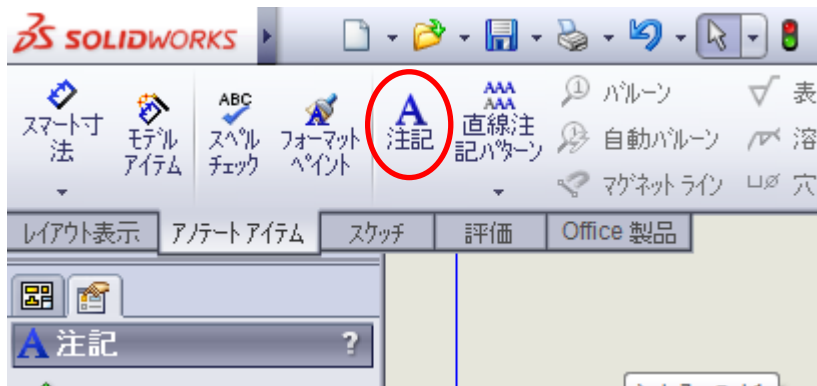 SOLIDWORKS
スマート寸法
モデルアイテム
ABC
スペルチェック
フォーマットペイント
A
注記
直線注記パターン
バルーン
自動バルーン
マグネット ライン
表
溶
穴
レイアウト表示
アノテート アイテム
スケッチ
評価
Office 製品
A 注記
?